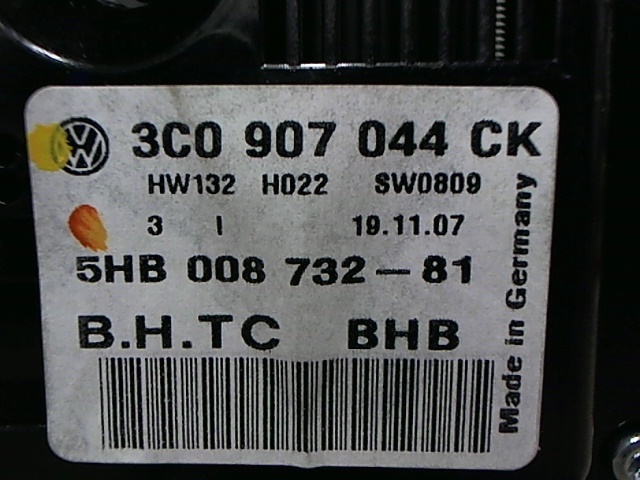 3C0 907 044 CK
HW132 H022 SW0809
3 I 19.11.07
5HB 008 732-81
B.H.TC BHB
Made in Germany